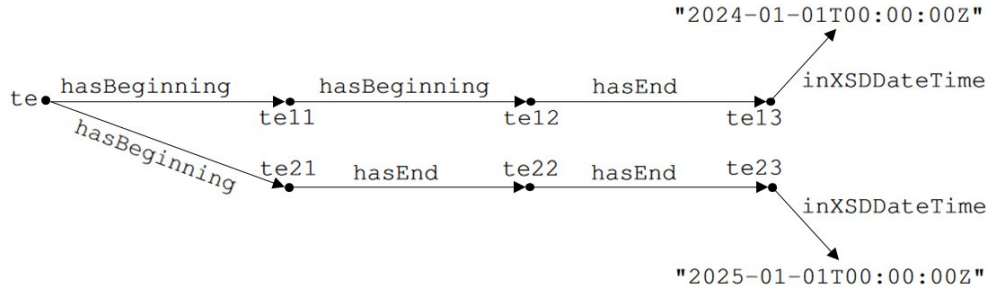 "2024-01-01T00:00:00Z"
hasBeginning hasBeginning hasEnd inXSDDateTime
te te11 te12 te13
hasBeginning
te21 te22 te23
hasEnd hasEnd
inXSDDateTime
"2025-01-01T00:00:00Z"